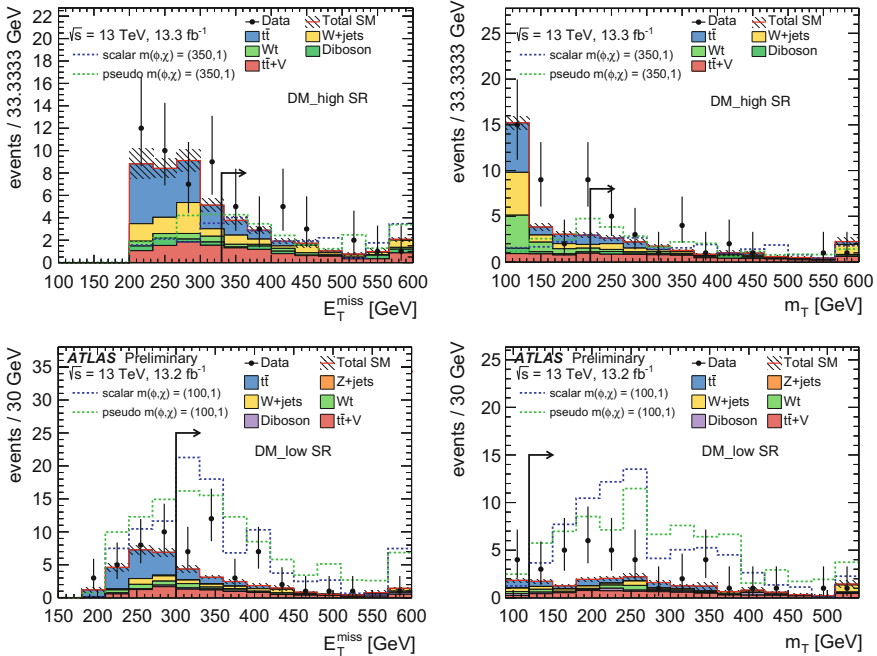 events / 33.3333 GeV
22
20
18
16
14
12
10
8
6
4
2
0
√s = 13 TeV, 13.3 fb⁻¹
scalar m(ϕ,χ) = (350,1)
pseudo m(ϕ,χ) = (350,1)
Data
Total SM
tt̄
W+jets
Wt
Diboson
tt̄+V
DM_high SR
100 150 200 250 300 350 400 450 500 550 600
E_T^miss [GeV]
events / 33.3333 GeV
25
20
15
10
5
0
√s = 13 TeV, 13.3 fb⁻¹
scalar m(ϕ,χ) = (350,1)
pseudo m(ϕ,χ) = (350,1)
Data
Total SM
tt̄
W+jets
Wt
Diboson
tt̄+V
DM_high SR
100 150 200 250 300 350 400 450 500 550 600
m_T [GeV]
events / 30 GeV
35
30
25
20
15
10
5
0
ATLAS Preliminary
√s = 13 TeV, 13.2 fb⁻¹
scalar m(ϕ,χ) = (100,1)
pseudo m(ϕ,χ) = (100,1)
Data
Total SM
tt̄
Z+jets
W+jets
Wt
Diboson
tt̄+V
DM_low SR
150 200 250 300 350 400 450 500 550 600
E_T^miss [GeV]
events / 30 GeV
25
20
15
10
5
0
ATLAS Preliminary
√s = 13 TeV, 13.2 fb⁻¹
scalar m(ϕ,χ) = (100,1)
pseudo m(ϕ,χ) = (100,1)
Data
Total SM
tt̄
Z+jets
W+jets
Wt
Diboson
tt̄+V
DM_low SR
100 150 200 250 300 350 400 450 500
m_T [GeV]